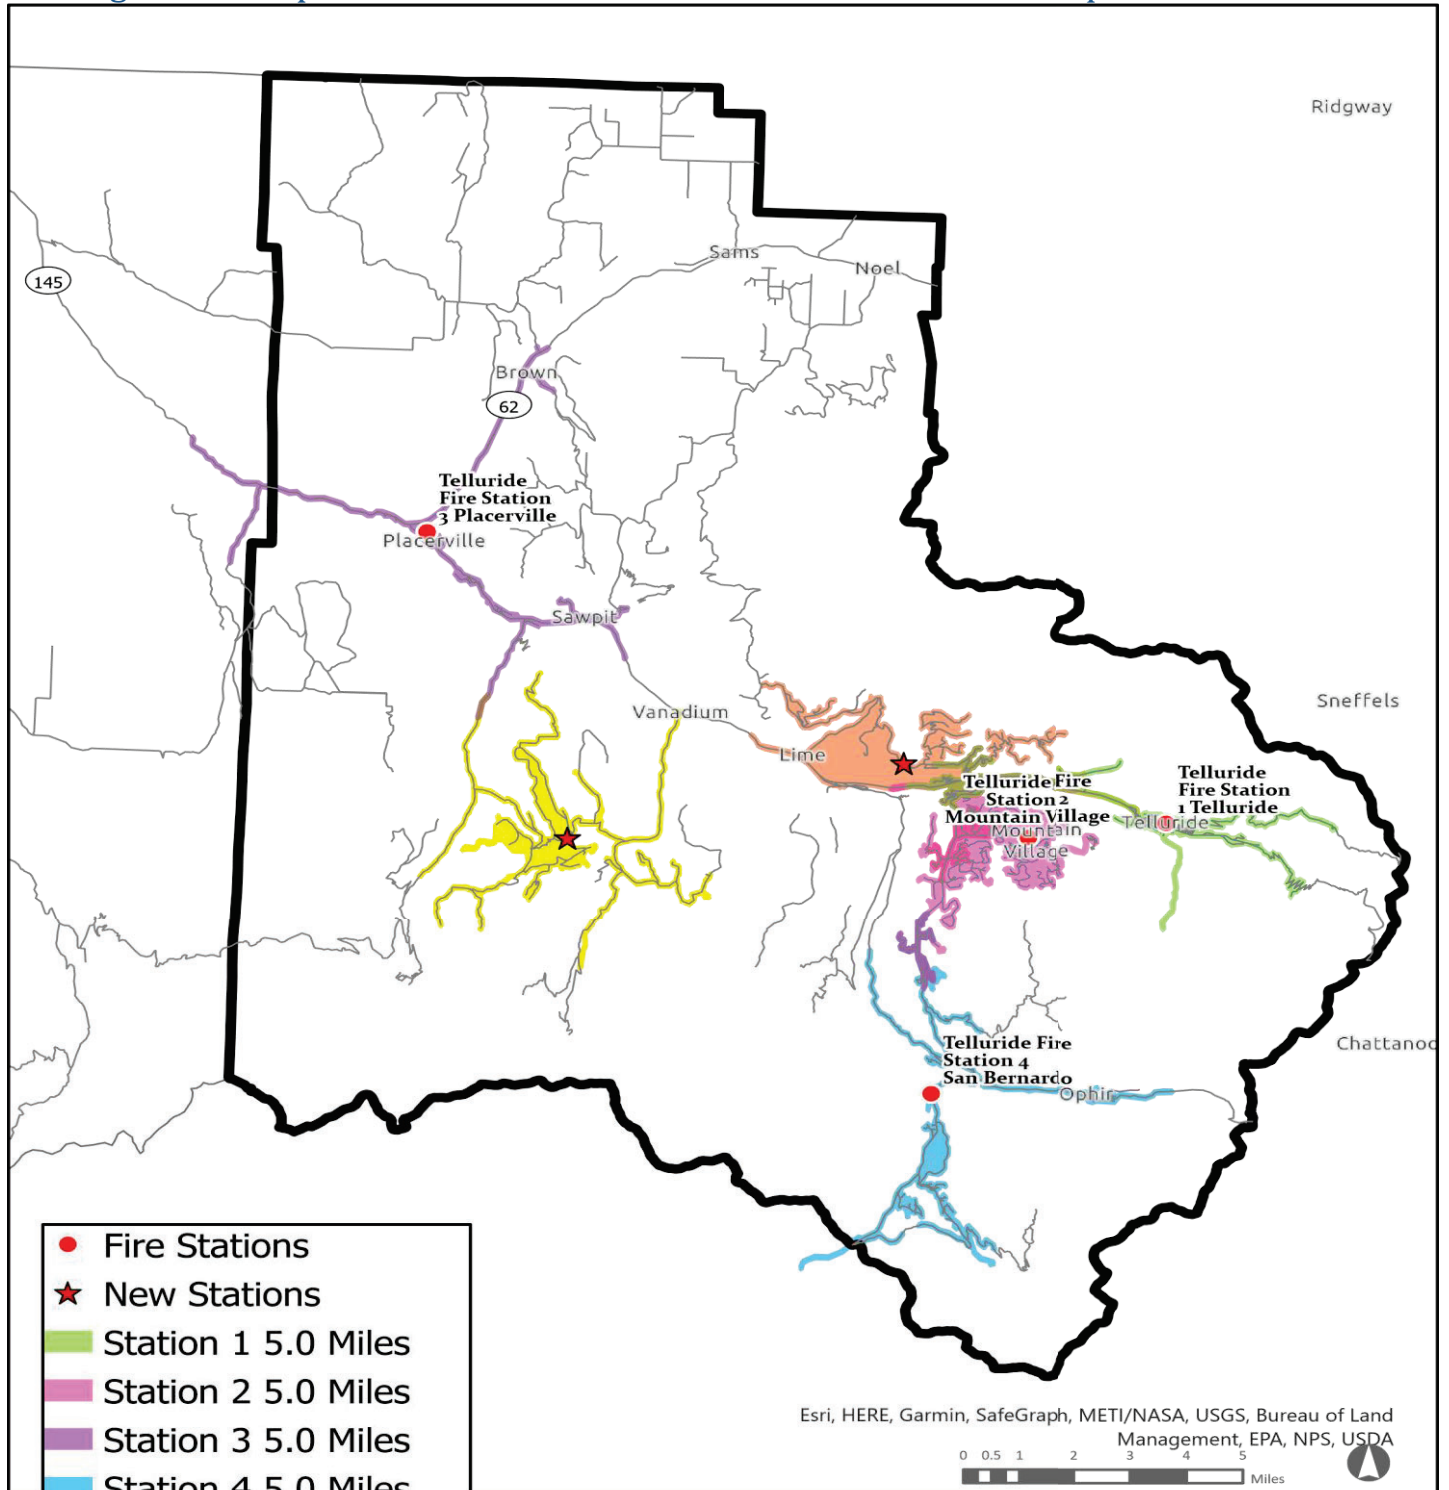 Ridgway
Sams
Noel
145
Brown
62
Telluride
Fire Station
3 Placerville
Placerville
Sawpit
Sneffels
Vanadium
Lime
Telluride Fire
Station 2
Mountain Village
Mountain
Village
Telluride
Fire Station
1 Telluride
Telluride
Chattanoo
Telluride Fire
Station 4
San Bernardo
Ophir
Fire Stations
New Stations
Station 1 5.0 Miles
Station 2 5.0 Miles
Station 3 5.0 Miles
Station 4 5.0 Miles
Esri, HERE, Garmin, SafeGraph, METI/NASA, USGS, Bureau of Land
Management, EPA, NPS, USDA
0 0.5 1 2 3 4 5
Miles